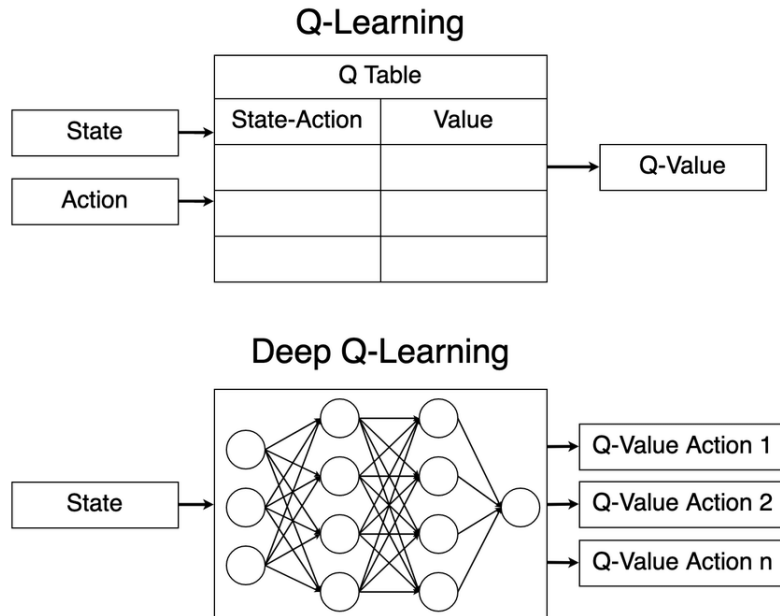 Q-Learning
Q Table
State-Action
Value
State
Action
Q-Value
Deep Q-Learning
State
Q-Value Action 1
Q-Value Action 2
Q-Value Action n